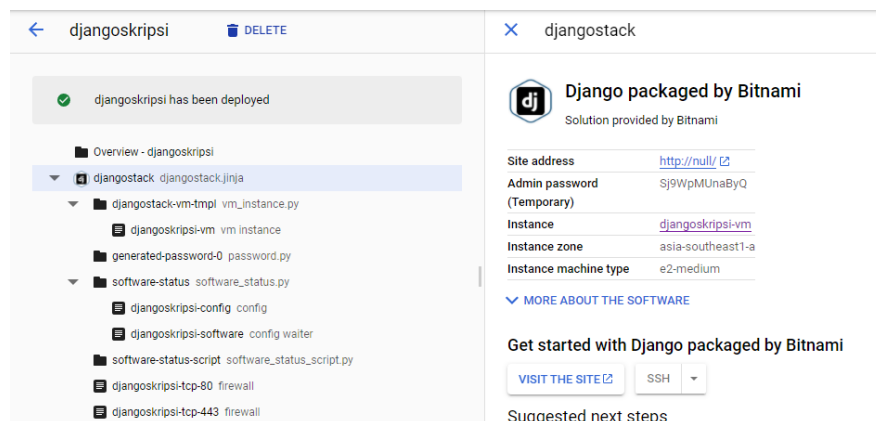 djangoskripsi DELETE
djangoskripsi has been deployed
Overview - djangoskripsi
djangostack djangostack.jinja
djangostack-vm-tmpl vm_instance.py
djangoskripsi-vm vm instance
generated-password-0 password.py
software-status software_status.py
djangoskripsi-config config
djangoskripsi-software config waiter
software-status-script software_status_script.py
djangoskripsi-tcp-80 firewall
djangoskripsi-tcp-443 firewall
djangostack
dj
Django packaged by Bitnami
Solution provided by Bitnami
Site address http://null/
Admin password Sj9WpMUnaByQ
(Temporary)
Instance djangoskripsi-vm
Instance zone asia-southeast1-a
Instance machine type e2-medium
MORE ABOUT THE SOFTWARE
Get started with Django packaged by Bitnami
VISIT THE SITE SSH
Suggested next steps